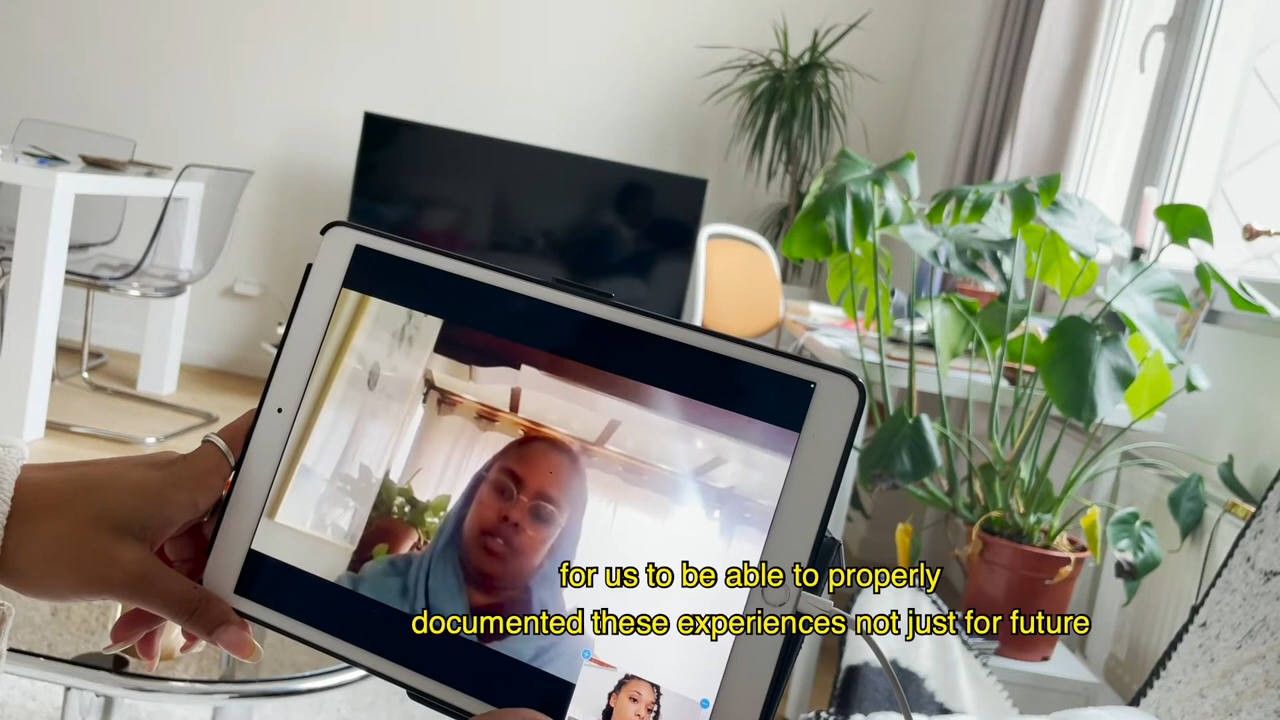 for us to be able to properly
documented these experiences not just for future